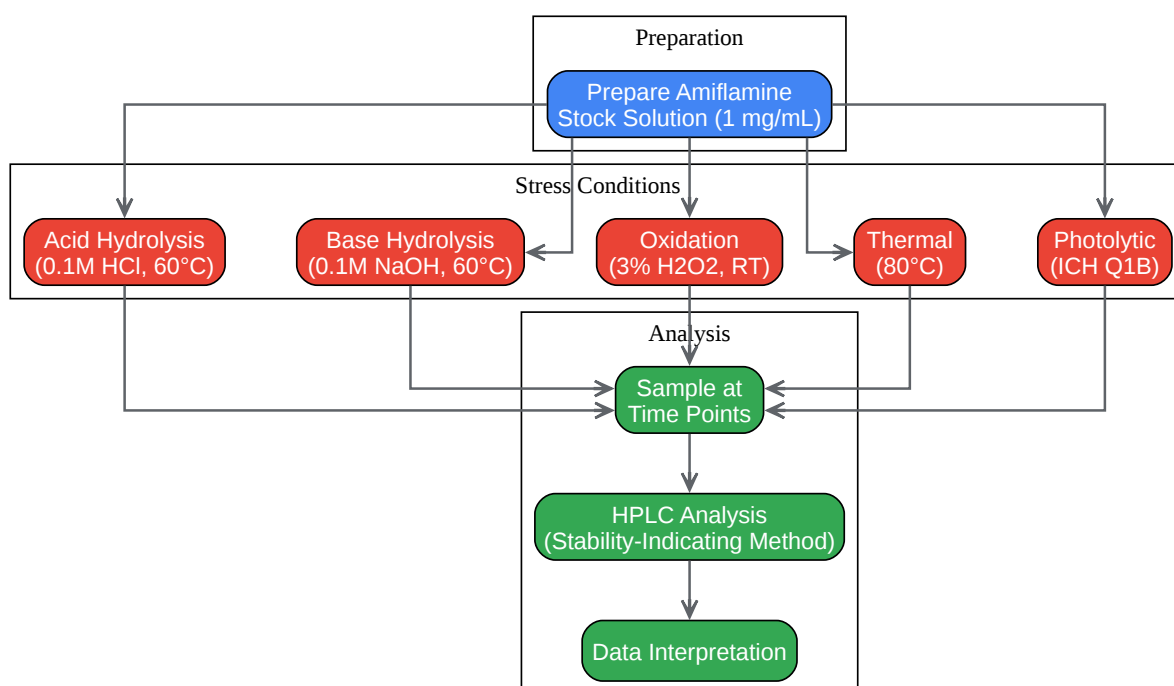 Preparation
Prepare Amiflamine
Stock Solution (1 mg/mL)
Stress Conditions
Acid Hydrolysis
(0.1M HCl, 60°C)
Base Hydrolysis
(0.1M NaOH, 60°C)
Oxidation
(3% H2O2, RT)
Thermal
(80°C)
Photolytic
(ICH Q1B)
Analysis
Sample at
Time Points
HPLC Analysis
(Stability-Indicating Method)
Data Interpretation